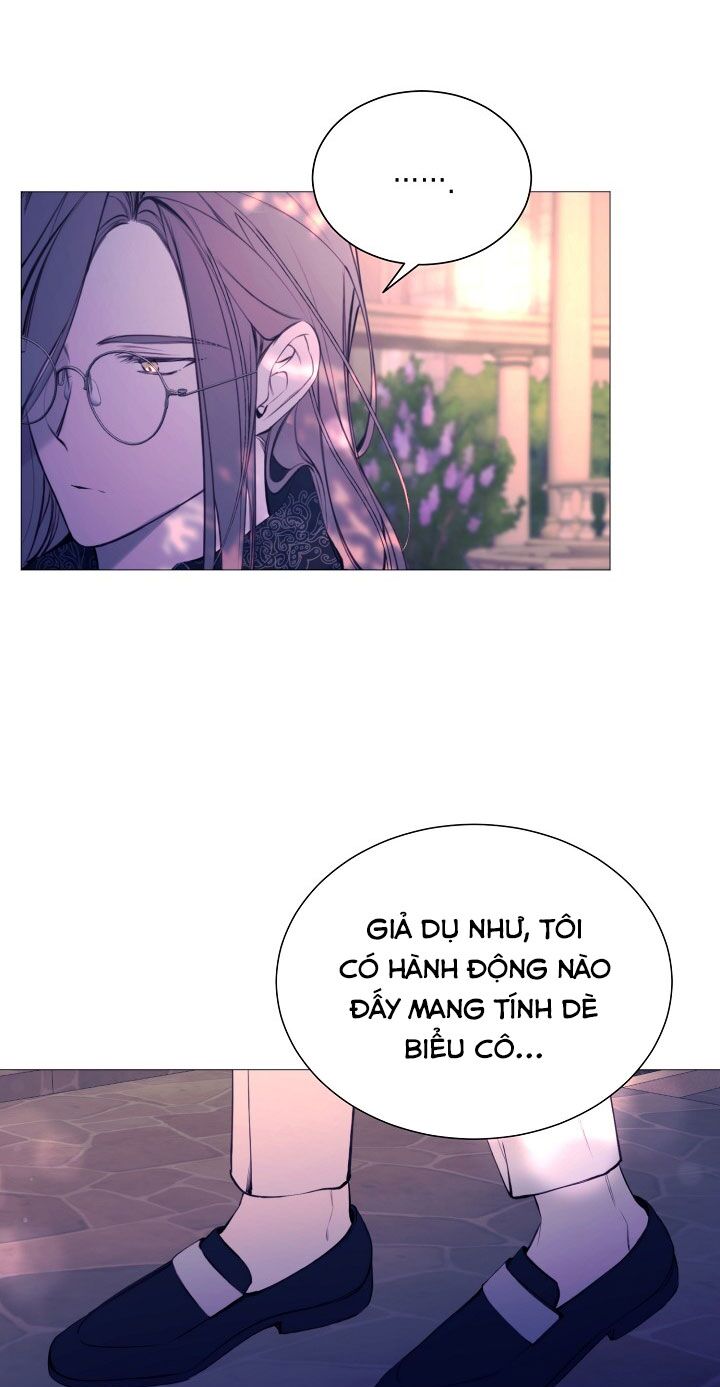 .......
GIẢ DỤ NHƯ, TÔI
CÓ HÀNH ĐỘNG NÀO
ĐẤY MANG TÍNH DÈ
BIỂU CÔ...